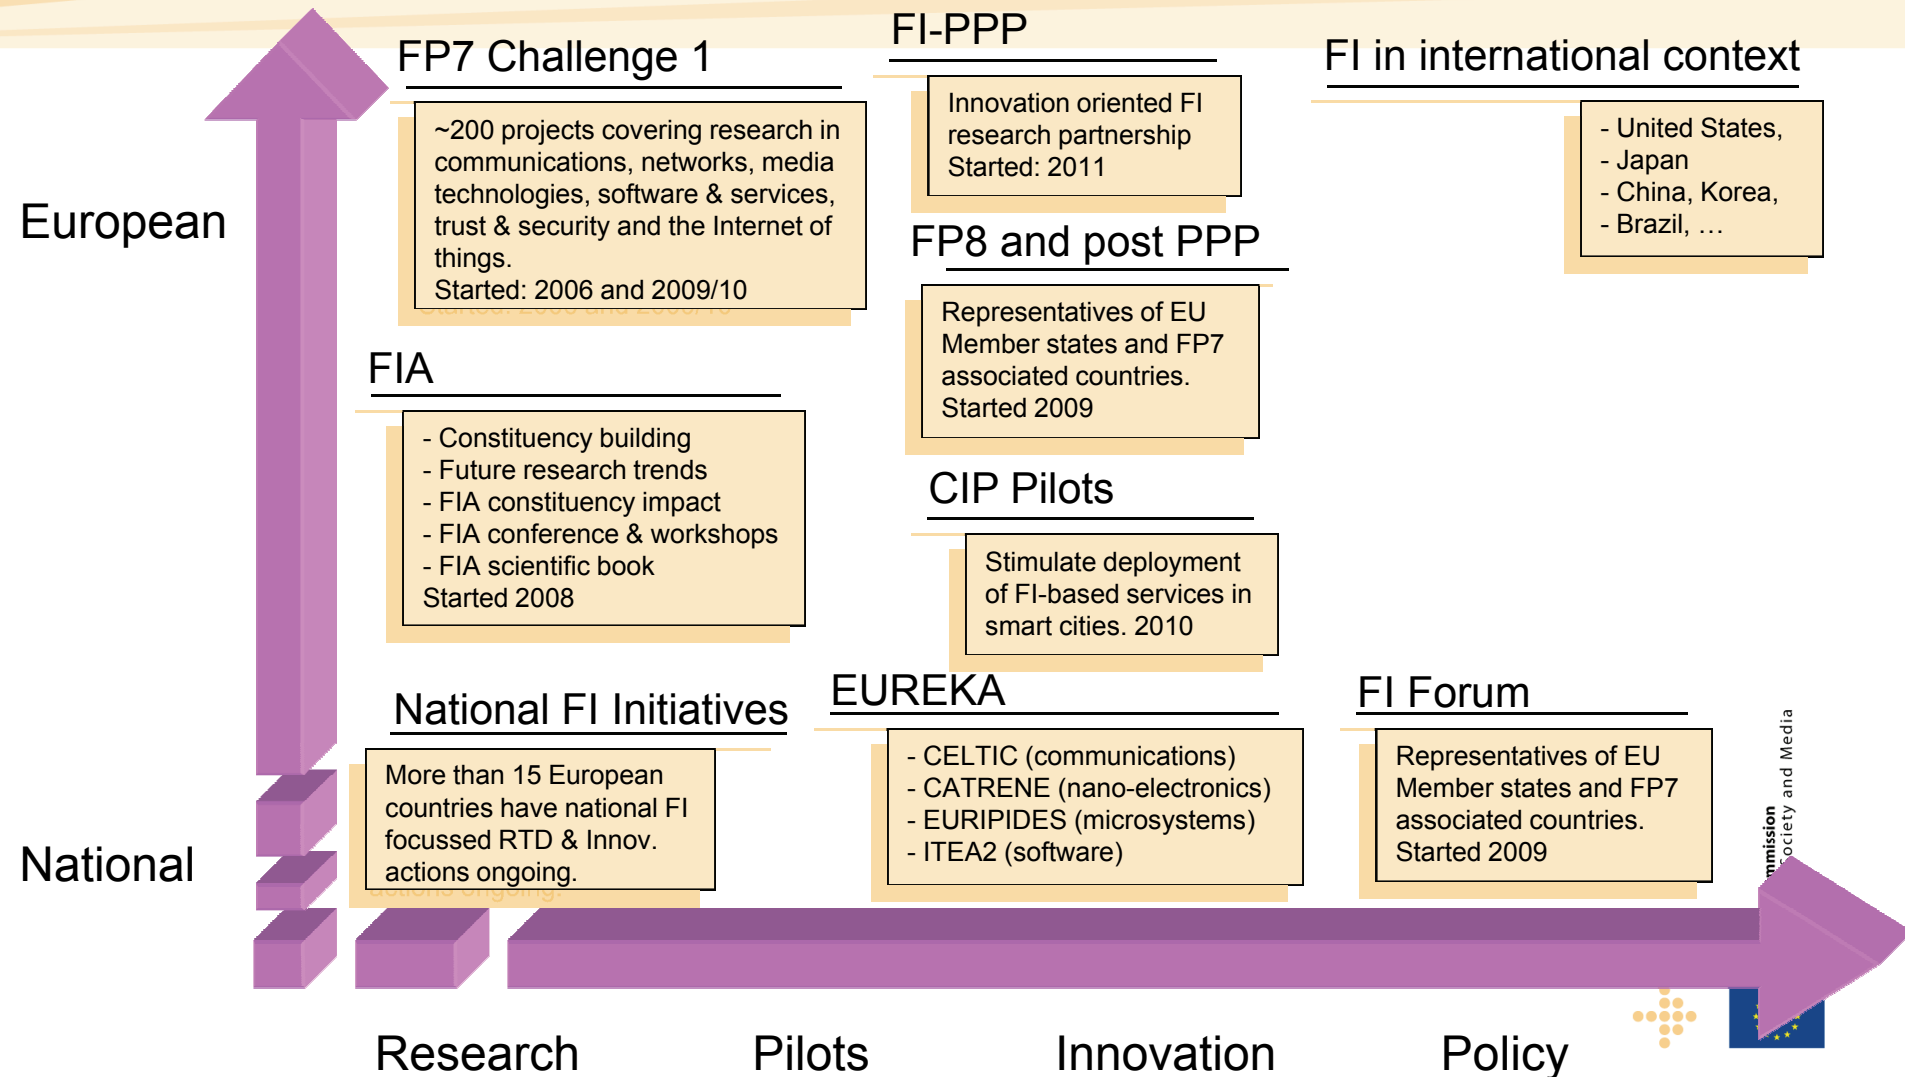 FP7 Challenge 1
~200 projects covering research in
communications, networks, media
technologies, software & services,
trust & security and the Internet of
things.
Started: 2006 and 2009/10
FI-PPP
Innovation oriented FI
research partnership
Started: 2011
FI in international context
- United States,
- Japan
- China, Korea,
- Brazil, …
European
FP8 and post PPP
Representatives of EU
Member states and FP7
associated countries.
Started 2009
FIA
- Constituency building
- Future research trends
- FIA constituency impact
- FIA conference & workshops
- FIA scientific book
Started 2008
CIP Pilots
Stimulate deployment
of FI-based services in
smart cities. 2010
National FI Initiatives
More than 15 European
countries have national FI
focussed RTD & Innov.
actions ongoing.
EUREKA
- CELTIC (communications)
- CATRENE (nano-electronics)
- EURIPIDES (microsystems)
- ITEA2 (software)
FI Forum
Representatives of EU
Member states and FP7
associated countries.
Started 2009
National
mmission
ociety and Media
Research
Pilots
Innovation
Policy